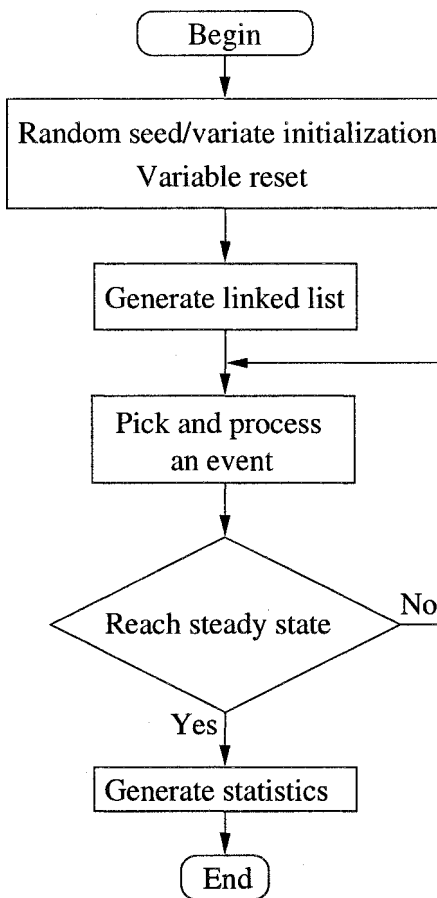 Begin
Random seed/variate initialization
Variable reset
Generate linked list
Pick and process
an event
Reach steady state
No
Yes
Generate statistics
End